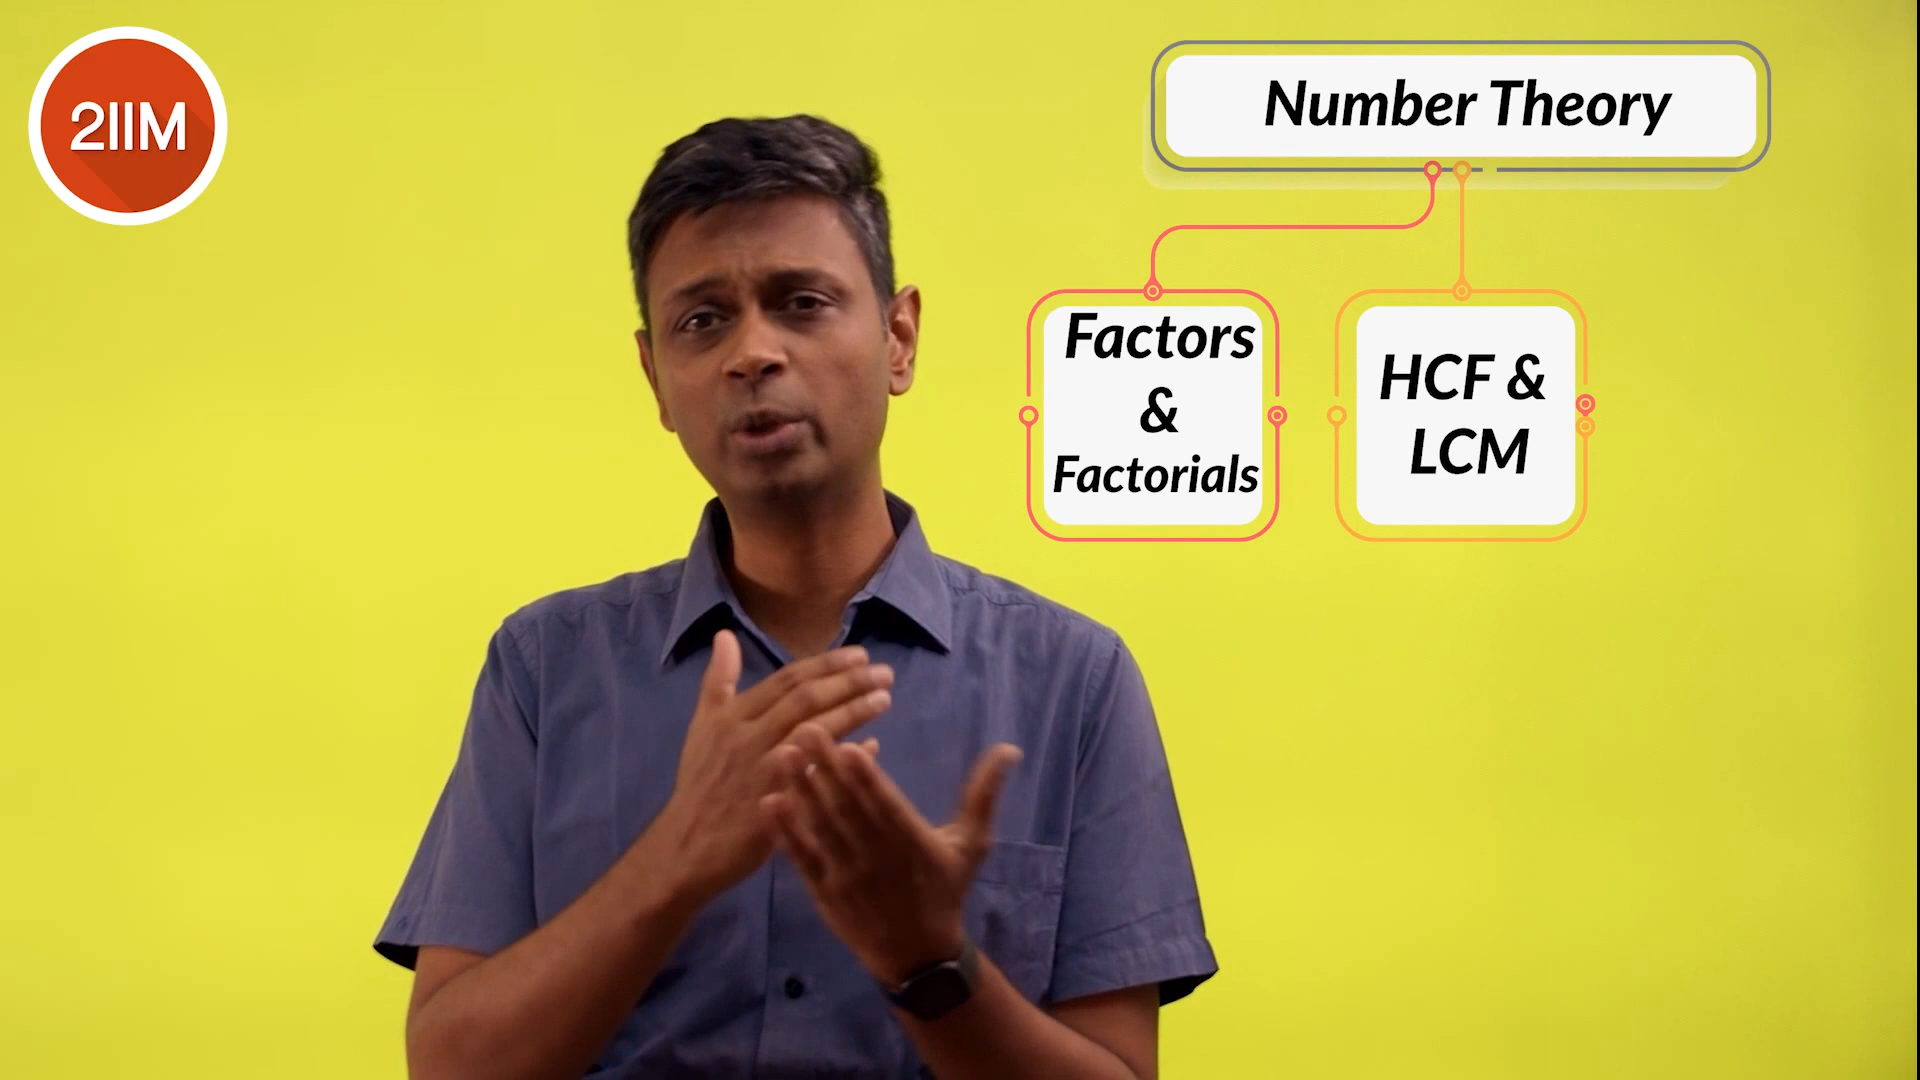 2IIM
Number Theory
Factors
&
Factorials
HCF &
LCM